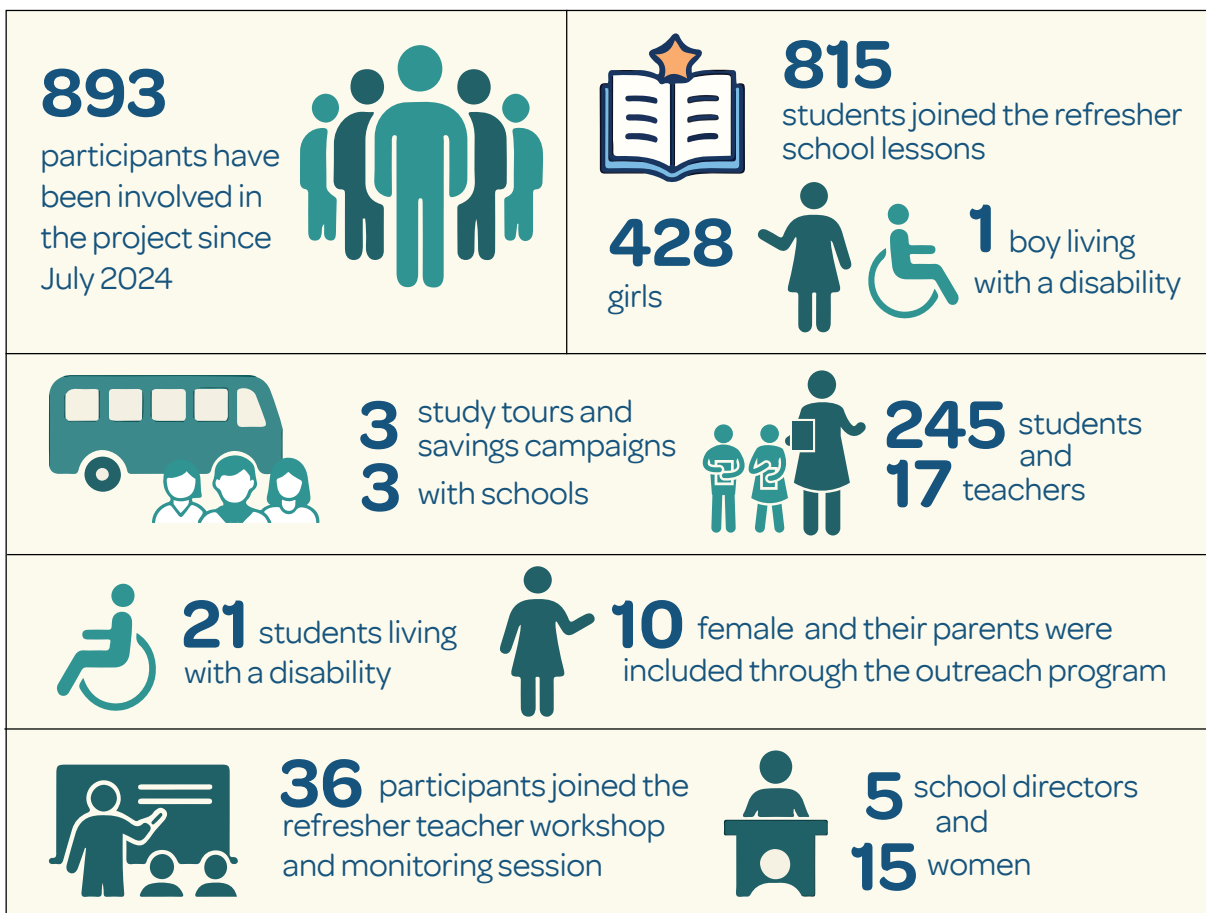 893
participants have
been involved in
the project since
July 2024
815
students joined the refresher
school lessons
428
girls
1 boy living
with a disability
3 study tours and
savings campaigns
3 with schools
245 students
and
17 teachers
21 students living
with a disability
10 female and their parents were
included through the outreach program
36 participants joined the
refresher teacher workshop
and monitoring session
5 school directors
and
15 women